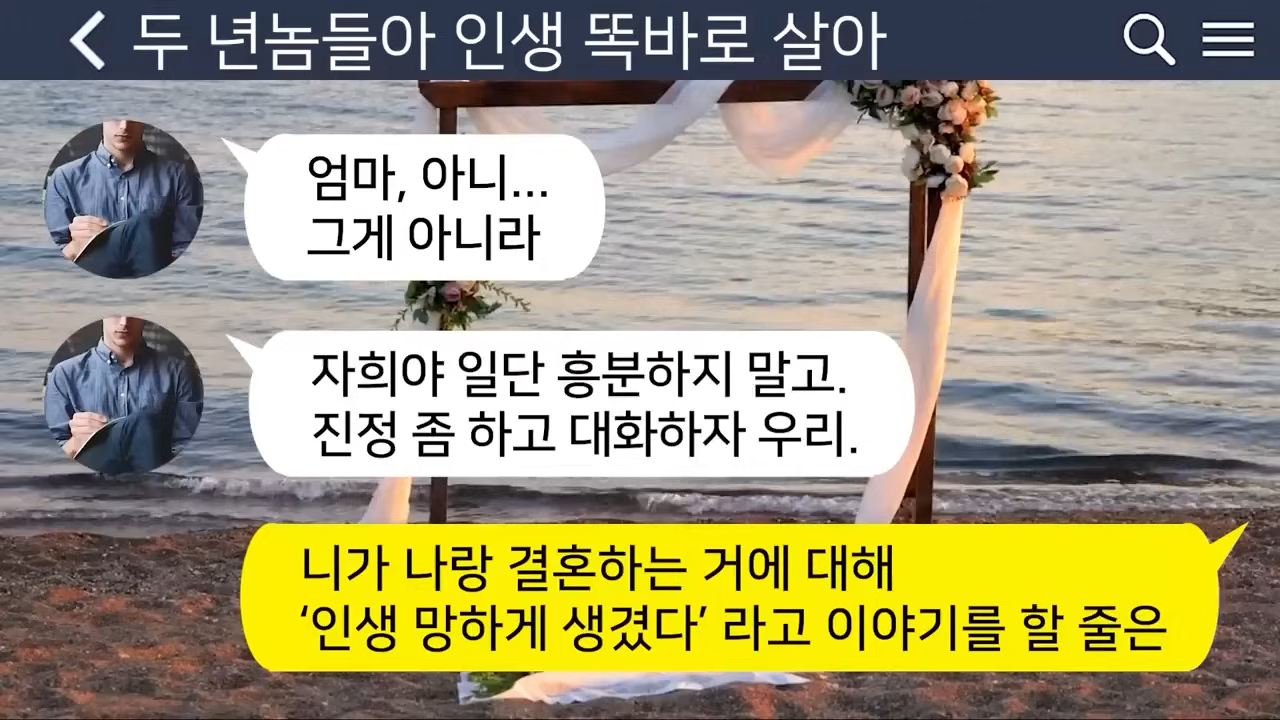 두 년놈들아 인생 똑바로 살아
엄마, 아니...
그게 아니라
자희야 일단 흥분하지 말고.
진정 좀 하고 대화하자 우리.
니가 나랑 결혼하는 거에 대해
‘인생 망하게 생겼다’ 라고 이야기를 할 줄은